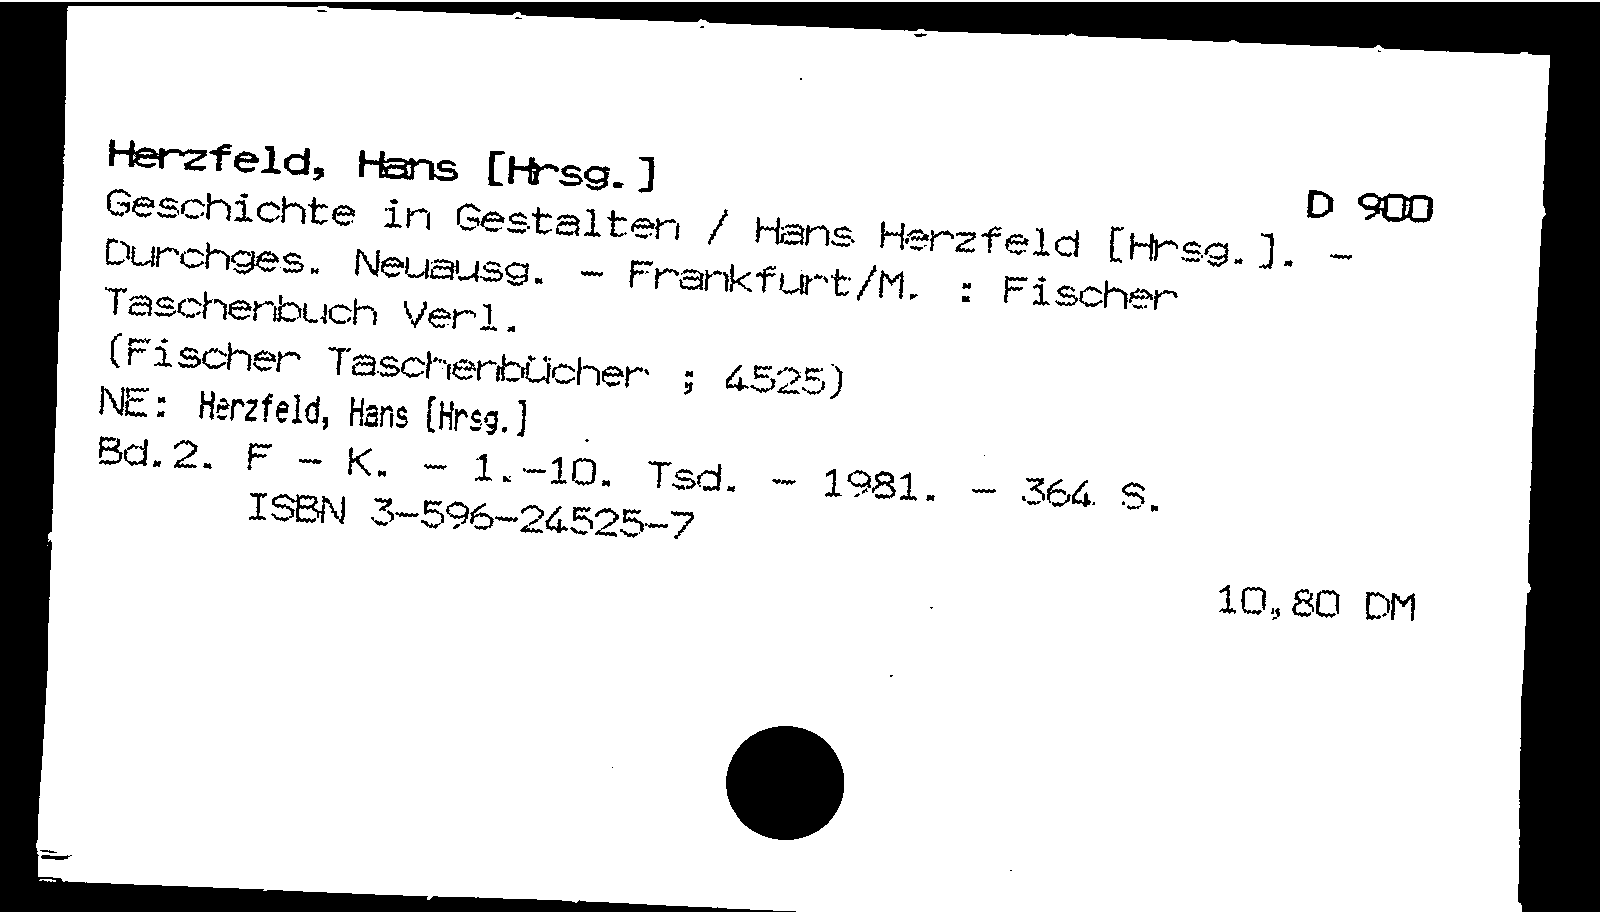 Herzfeld, Hans [Hrsg.]
D 900
Geschichte in Gestalten / Hans Herzfeld [Hrsg.]. -
Durchges. Neuausg. - Frankfurt/M. : Fischer
Taschenbuch Verl.
(Fischer Taschenbücher ; 4525)
NE: Herzfeld, Hans [Hrsg.]
Bd.2. F - K. - 1.-10. Tsd. - 1981. - 364 S.
ISBN 3-596-24525-7
10,80 DM